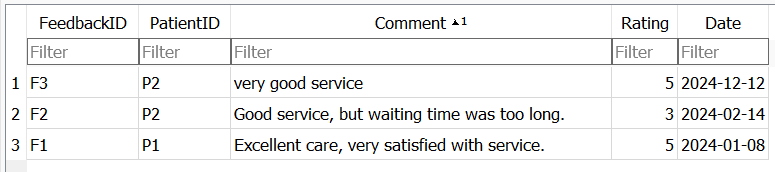 FeedbackID PatientID Comment ▲1 Rating Date
Filter Filter Filter Filter Filter
1 F3 P2 very good service 5 2024-12-12
2 F2 P2 Good service, but waiting time was too long. 3 2024-02-14
3 F1 P1 Excellent care, very satisfied with service. 5 2024-01-08